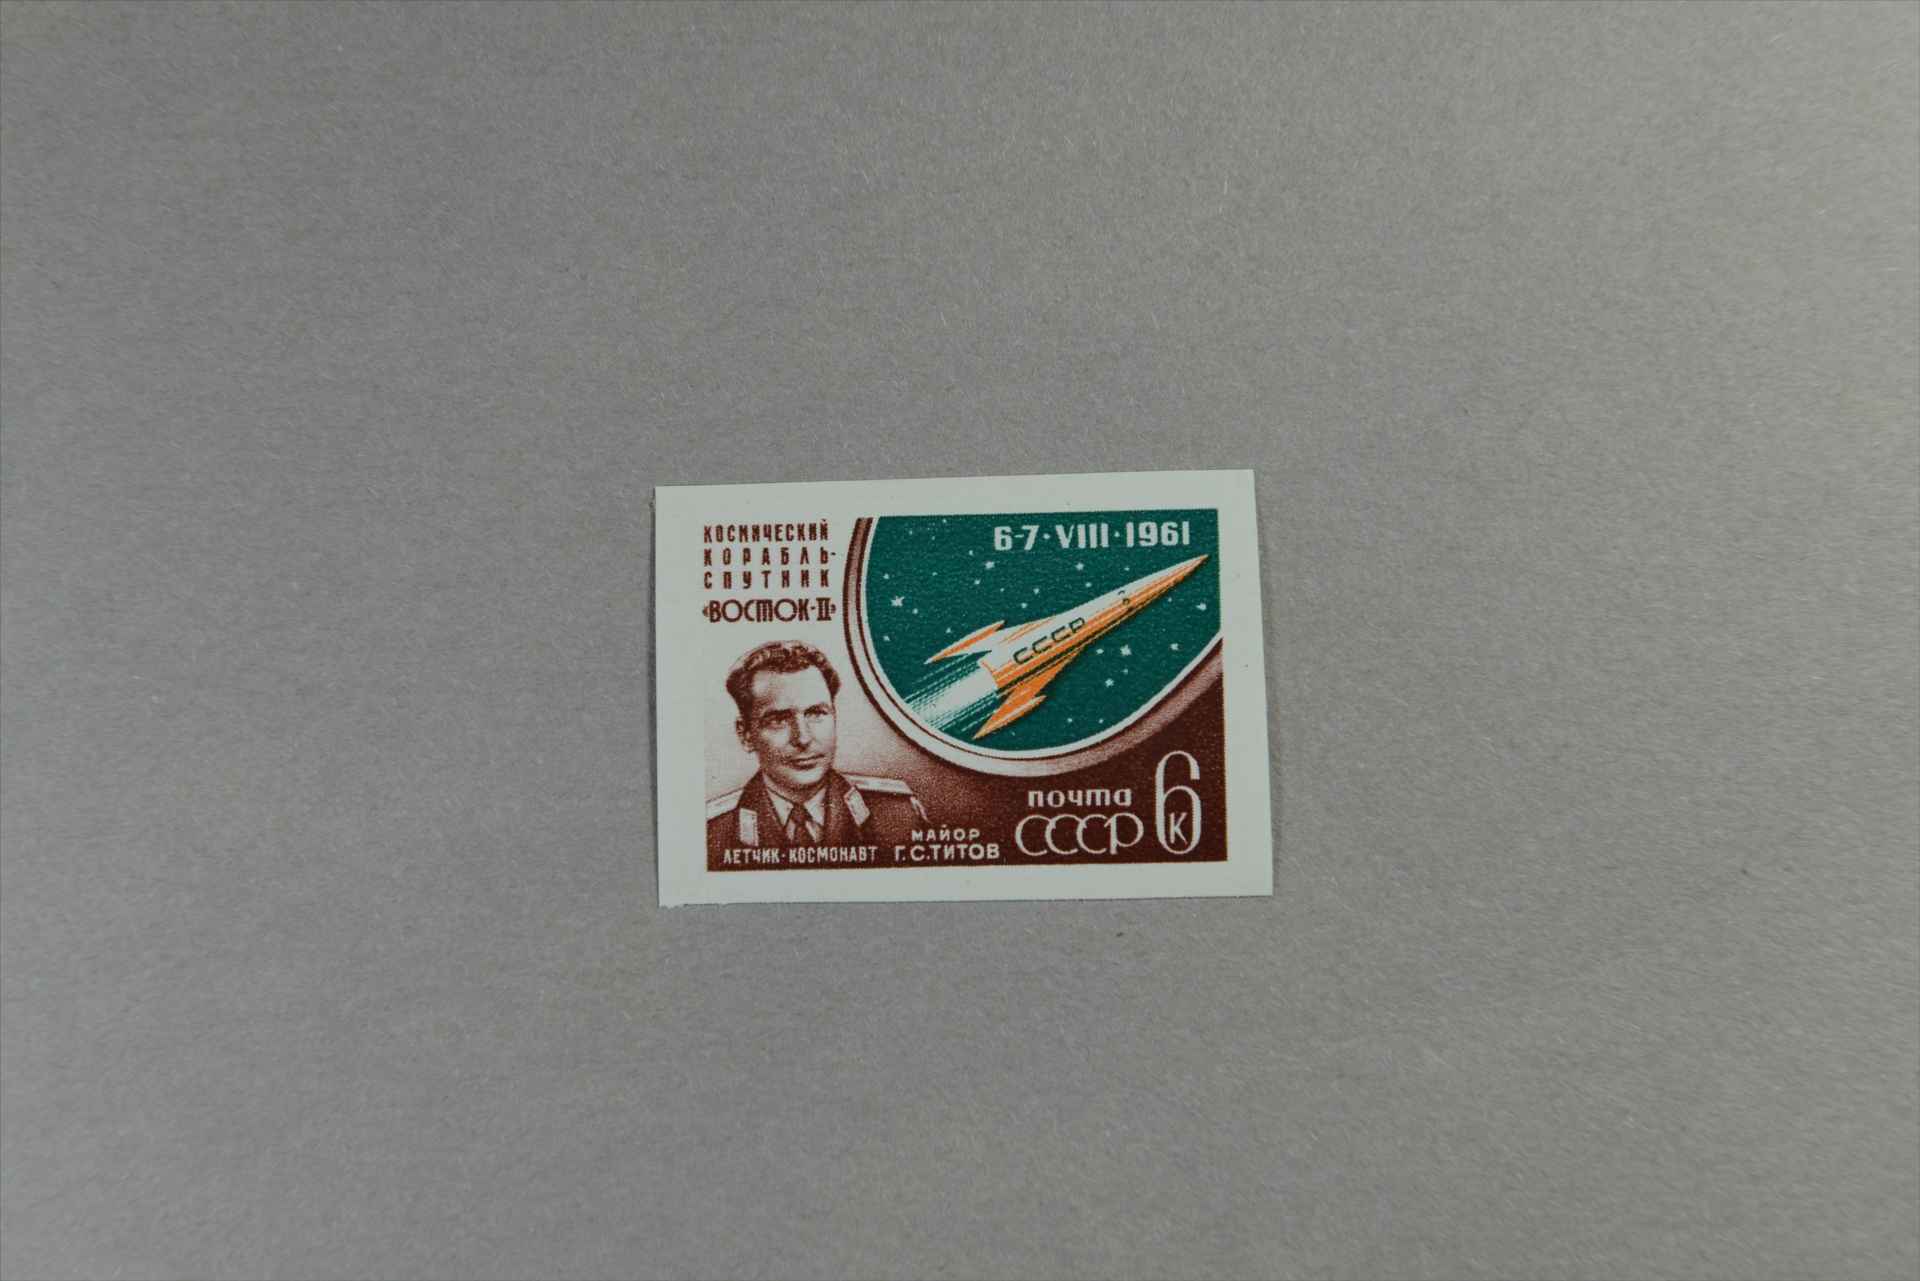 КОСМИЧЕСКИЙ
КОРАБЛЬ-
СПУТНИК
«ВОСТОК-II»
6-7·VIII·1961
СССР
ЛЕТЧИК·КОСМОНАВТ
МАЙОР
Г.С.ТИТОВ
почта
СССР
6
К